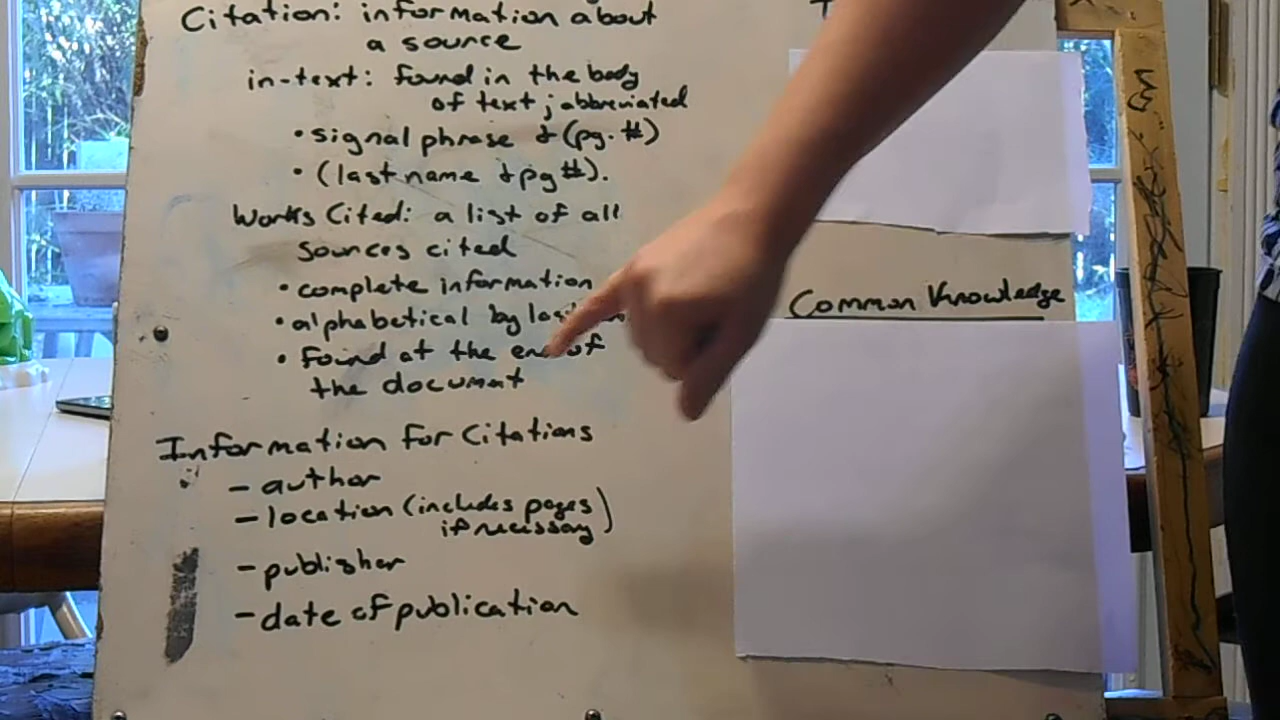 Citation: information about
a source
in-text: found in the body
of text; abbreviated
• signal phrase & (pg. #)
• (last name & pg #).
Works Cited: a list of all
sources cited
• complete information
• alphabetical by
• found at the end of
the document
Information for Citations
- author
- location (includes pages
if necessary)
- publisher
- date of publication
Common Knowledge